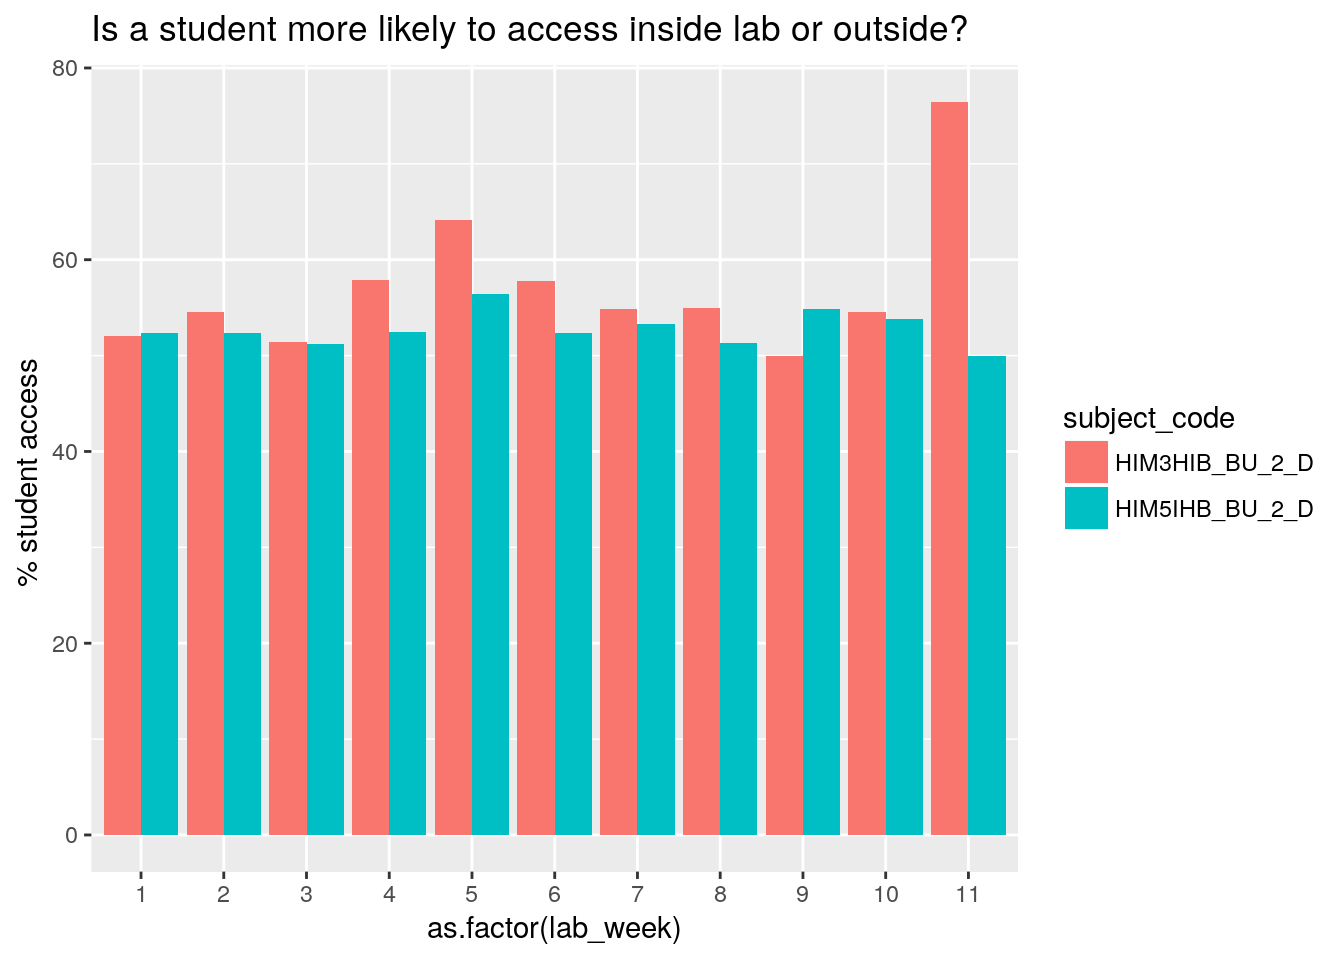 Is a student more likely to access inside lab or outside?
% student access
80
60
40
20
0
1 2 3 4 5 6 7 8 9 10 11
as.factor(lab_week)
subject_code
HIM3HIB_BU_2_D
HIM5IHB_BU_2_D